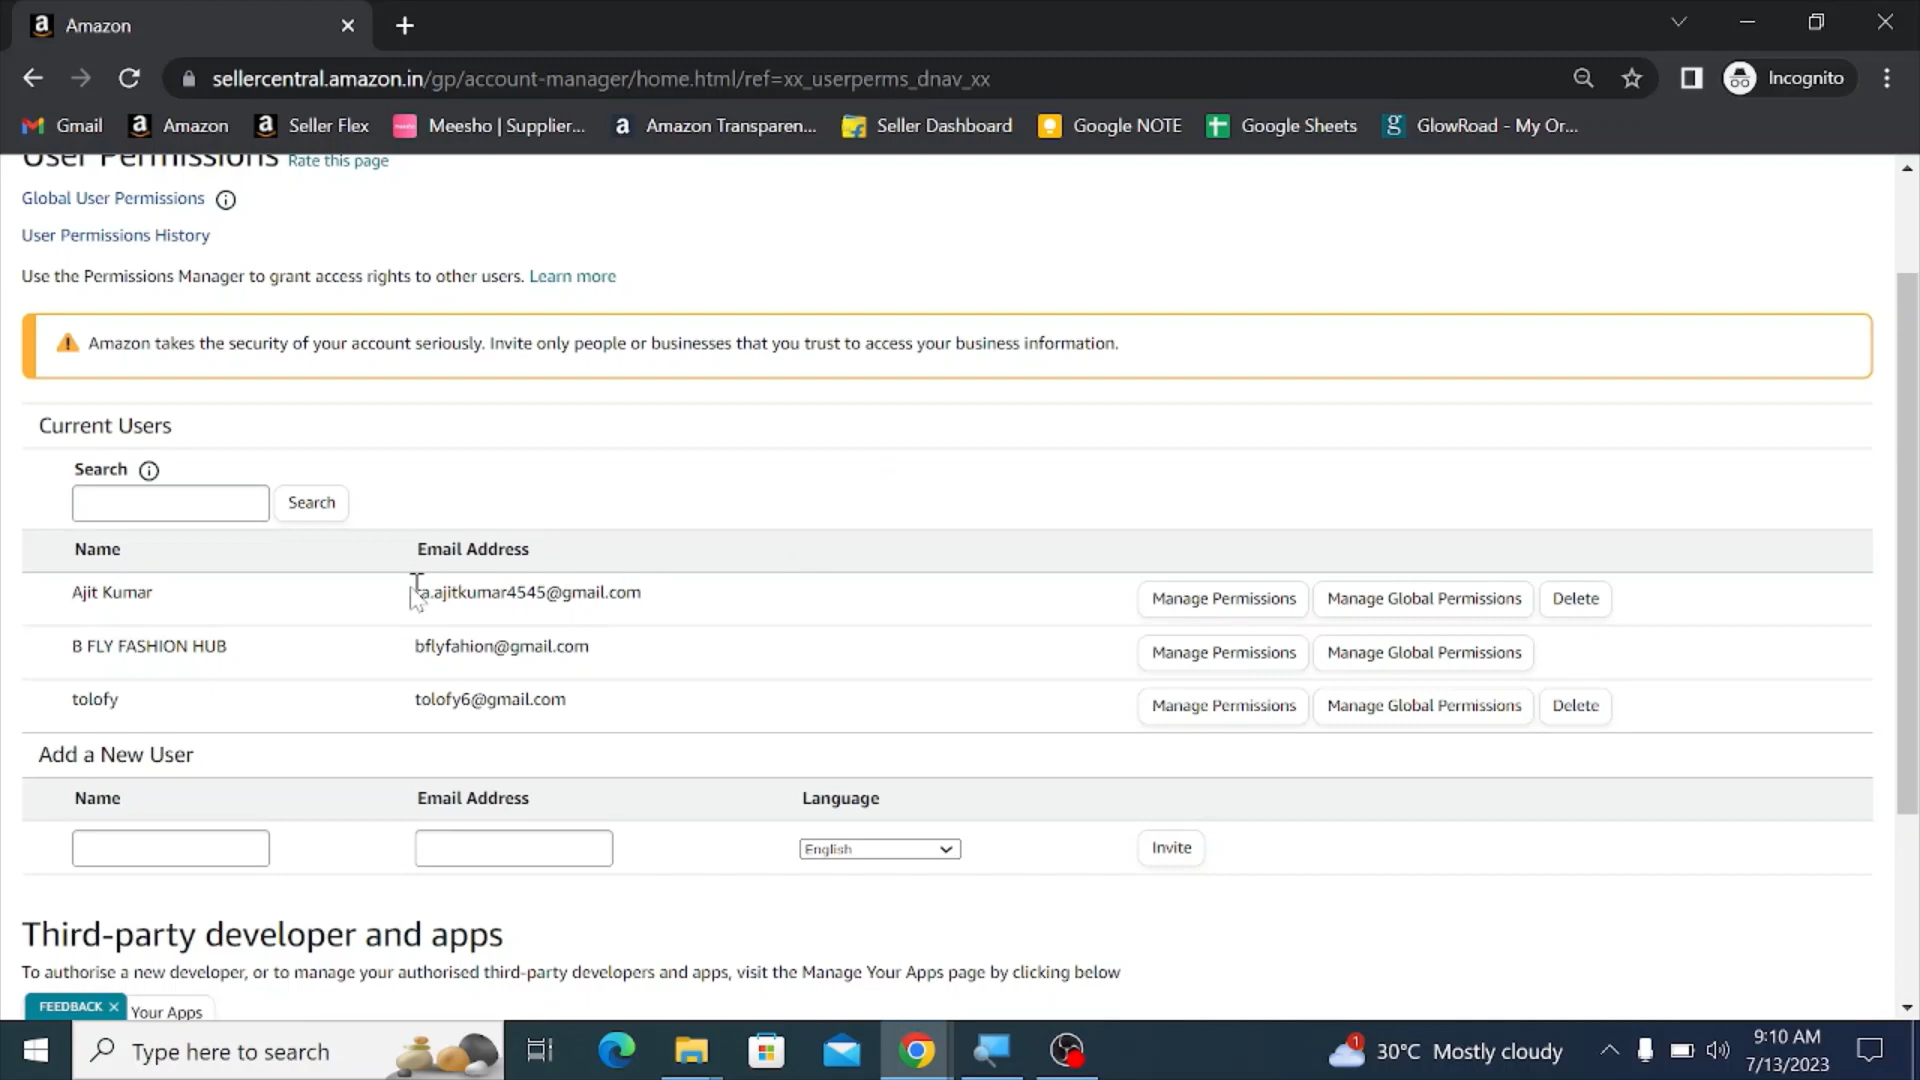 Amazon
sellercentral.amazon.in/gp/account-manager/home.html/ref=xx_userperms_dnav_xx
Incognito
Gmail
Amazon
Seller Flex
Meesho | Supplier...
Amazon Transparen...
Seller Dashboard
Google NOTE
Google Sheets
GlowRoad - My Or...
User Permissions Rate this page
Global User Permissions
User Permissions History
Use the Permissions Manager to grant access rights to other users. Learn more
Amazon takes the security of your account seriously. Invite only people or businesses that you trust to access your business information.
Current Users
Search
Search
Name Email Address
Ajit Kumar a.ajitkumar4545@gmail.com Manage Permissions Manage Global Permissions Delete
B FLY FASHION HUB bflyfahion@gmail.com Manage Permissions Manage Global Permissions
tolofy tolofy6@gmail.com Manage Permissions Manage Global Permissions Delete
Add a New User
Name Email Address Language
English Invite
Third-party developer and apps
To authorise a new developer, or to manage your authorised third-party developers and apps, visit the Manage Your Apps page by clicking below
FEEDBACK Your Apps
Type here to search
1
30°C Mostly cloudy
9:10 AM
7/13/2023